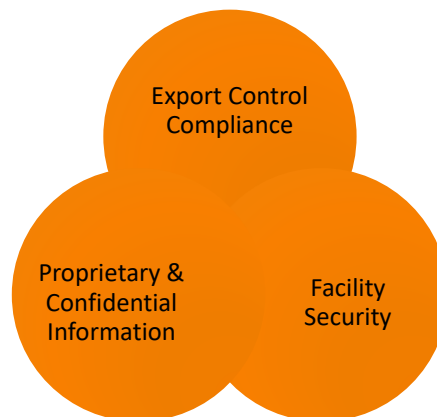 Export Control
Compliance
Proprietary &
Confidential
Information
Facility
Security